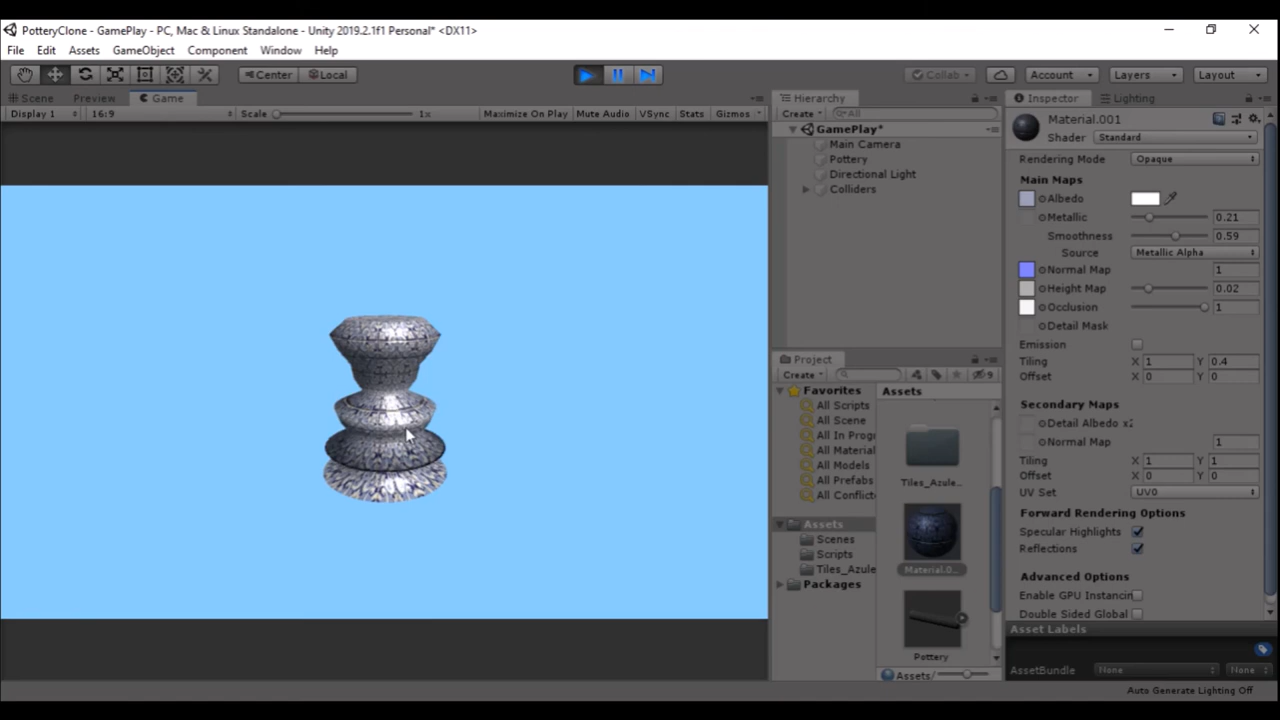 PotteryClone - GamePlay - PC, Mac & Linux Standalone - Unity 2019.2.1f1 Personal* <DX11>
File Edit Assets GameObject Component Window Help
Center Local Collab Account Layers Layout
Scene Preview Game
Display 1 16:9 Scale 1x Maximize On Play Mute Audio VSync Stats Gizmos
Hierarchy
Create All
GamePlay*
Main Camera
Pottery
Directional Light
Colliders
Project
Create
Favorites
All Scripts
All Scene
All In Progr
All Material
All Models
All Prefabs
All Conflict
Assets
Scenes
Scripts
Tiles_Azule
Packages
Assets
Tiles_Azule...
Material.0...
Pottery
Assets/
Inspector Lighting
Material.001
Shader Standard
Rendering Mode Opaque
Main Maps
Albedo
Metallic 0.21
Smoothness 0.59
Source Metallic Alpha
Normal Map 1
Height Map 0.02
Occlusion 1
Detail Mask
Emission
Tiling X 1 Y 0.4
Offset X 0 Y 0
Secondary Maps
Detail Albedo x2
Normal Map 1
Tiling X 1 Y 1
Offset X 0 Y 0
UV Set UV0
Forward Rendering Options
Specular Highlights
Reflections
Advanced Options
Enable GPU Instancin
Double Sided Global
Asset Labels
AssetBundle None None
Auto Generate Lighting Off